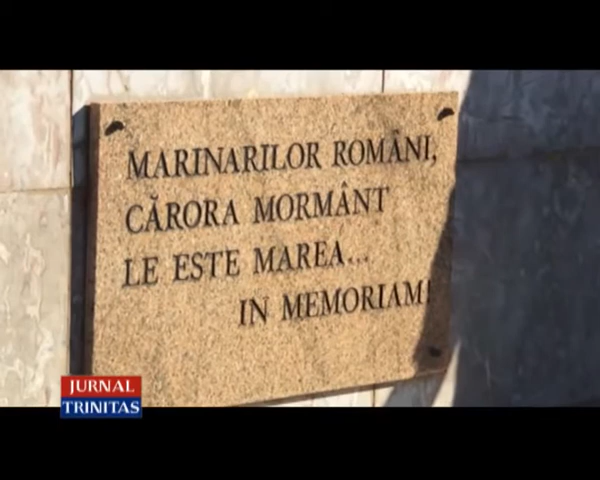 MARINARILOR ROMÂNI,
CĂRORA MORMÂNT
LE ESTE MAREA...
IN MEMORIAM!
JURNAL
TRINITAS